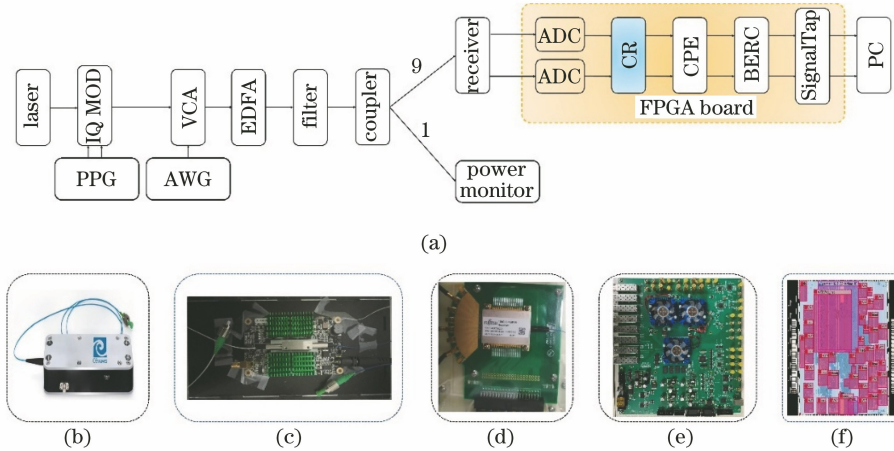 (a)
laser
IQ MOD
PPG
VCA
AWG
EDFA
filter
coupler
9
1
receiver
power
monitor
ADC
ADC
CR
CPE
BERC
SignalTap
FPGA board
PC
(b)
(c)
(d)
(e)
(f)